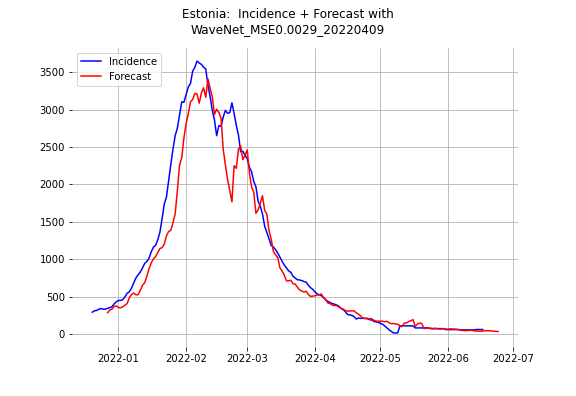 Estonia:  Incidence + Forecast with
WaveNet_MSE0.0029_20220409
Incidence
Forecast
3500
3000
2500
2000
1500
1000
500
0
2022-01 2022-02 2022-03 2022-04 2022-05 2022-06 2022-07